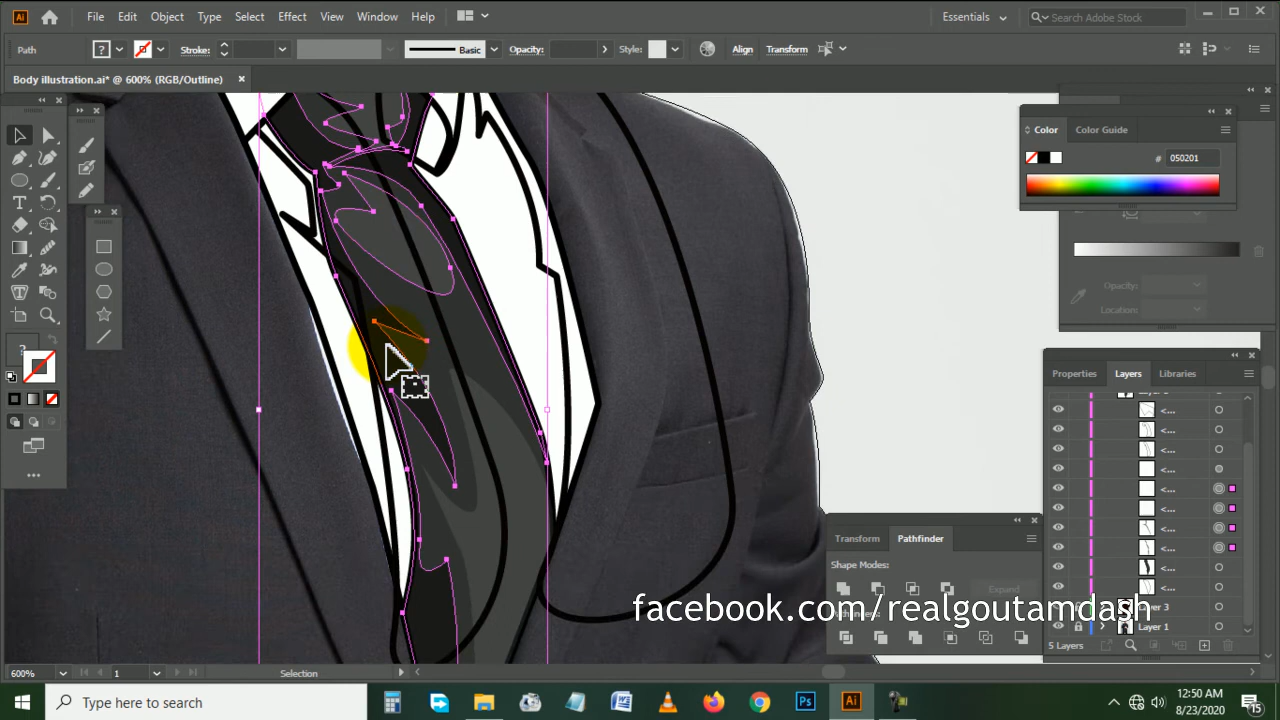 Ai File Edit Object Type Select Effect View Window Help Essentials Search Adobe Stock
Path ? Stroke: Basic Opacity: Style: Align Transform
Body illustration.ai* @ 600% (RGB/Outline)
Color Color Guide
# 050201
Opacity:
Location:
Properties Layers Libraries
<...
<...
<...
<...
<...
<...
<...
<...
<...
<...
Layer 3
Layer 1
5 Layers
Transform Pathfinder
Shape Modes:
Expand
facebook.com/realgoutamdash
600% 1 Selection
Type here to search
Ps Ai
12:50 AM
8/23/2020
15